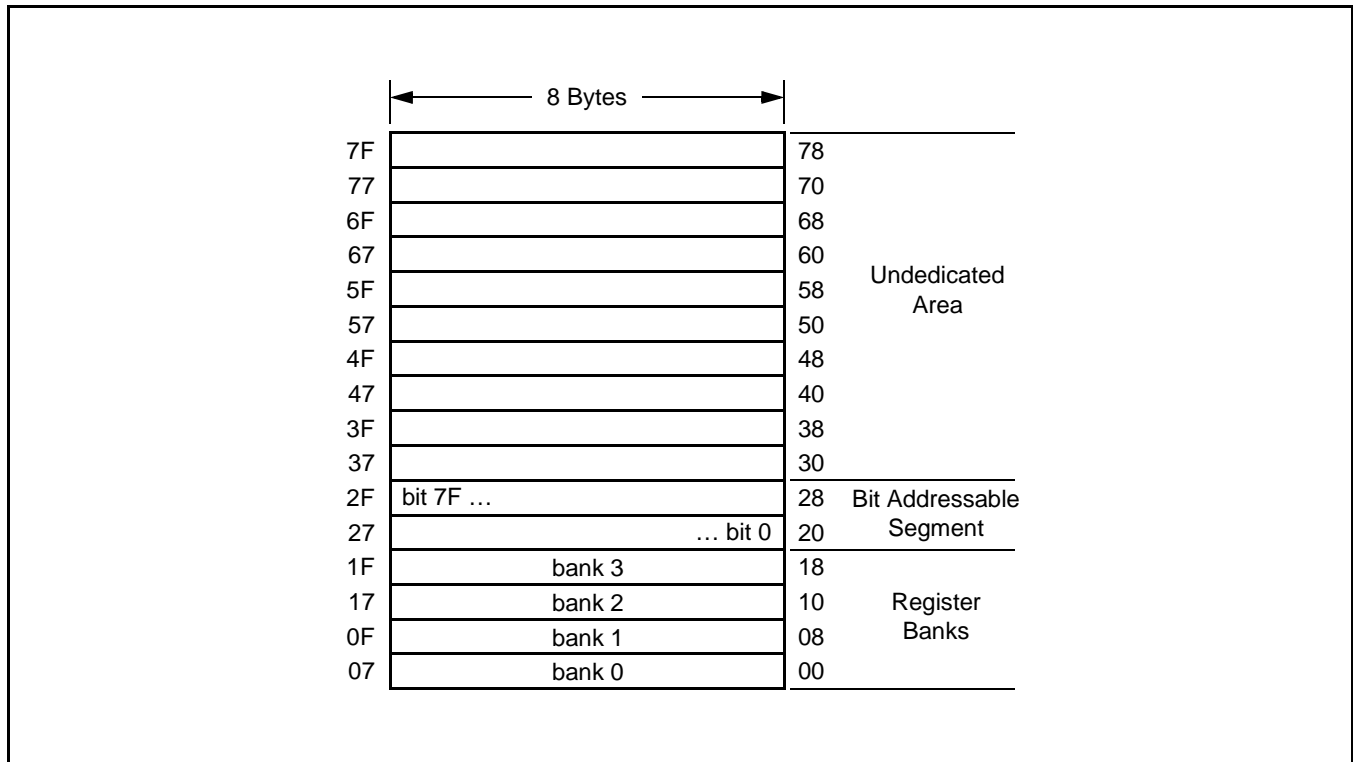 8 Bytes
7F 78
77 70
6F 68
67 60
5F 58
57 50
4F 48
47 40
3F 38
37 30
Undedicated
Area
2F bit 7F … 28
27 … bit 0 20
Bit Addressable
Segment
1F bank 3 18
17 bank 2 10
0F bank 1 08
07 bank 0 00
Register
Banks